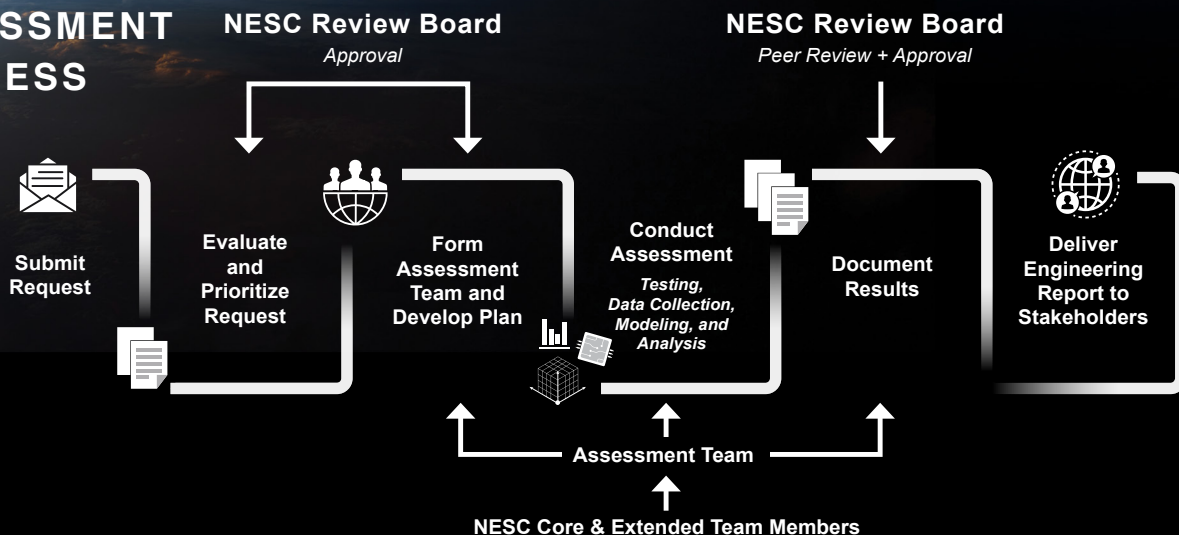 SSMENT
ESS
NESC Review Board
Approval
NESC Review Board
Peer Review + Approval
Submit
Request
Evaluate
and
Prioritize
Request
Form
Assessment
Team and
Develop Plan
Conduct
Assessment
Testing,
Data Collection,
Modeling, and
Analysis
Document
Results
Deliver
Engineering
Report to
Stakeholders
Assessment Team
NESC Core & Extended Team Members